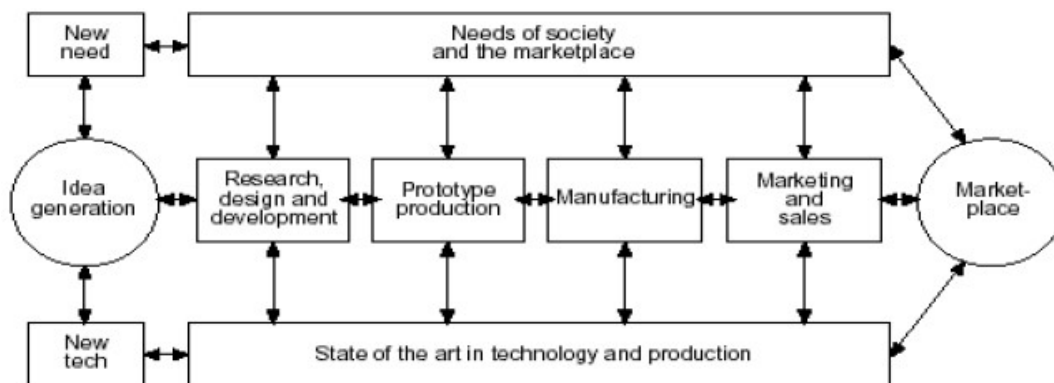 New
need
Needs of society
and the marketplace
Idea
generation
Research,
design and
development
Prototype
production
Manufacturing
Marketing
and
sales
Market-
place
New
tech
State of the art in technology and production